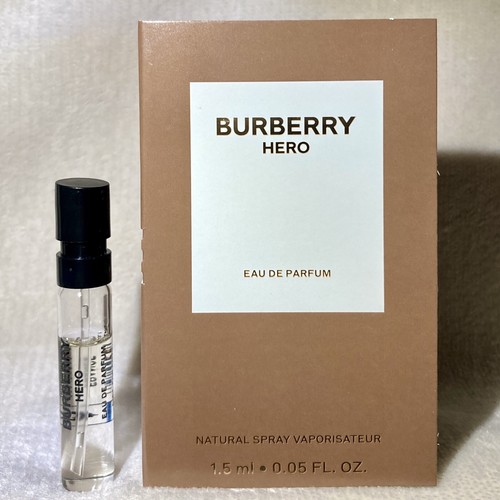 BURBERRY
HERO
EAU DE PARFUM
NATURAL SPRAY VAPORISATEUR
1.5 ml • 0.05 FL. OZ.
BURBERRY
HERO
EAU DE PARFUM